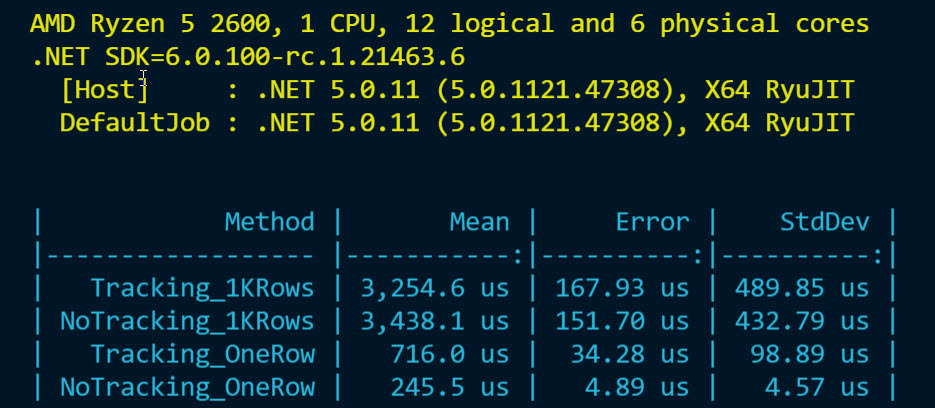 AMD Ryzen 5 2600, 1 CPU, 12 logical and 6 physical cores
.NET SDK=6.0.100-rc.1.21463.6
  [Host]     : .NET 5.0.11 (5.0.1121.47308), X64 RyuJIT
  DefaultJob : .NET 5.0.11 (5.0.1121.47308), X64 RyuJIT
|             Method |       Mean |     Error |    StdDev |
|------------------ |-----------:|----------:|----------:|
|    Tracking_1KRows | 3,254.6 us | 167.93 us | 489.85 us |
|  NoTracking_1KRows | 3,438.1 us | 151.70 us | 432.79 us |
|    Tracking_OneRow |   716.0 us |  34.28 us |  98.89 us |
|  NoTracking_OneRow |   245.5 us |   4.89 us |   4.57 us |